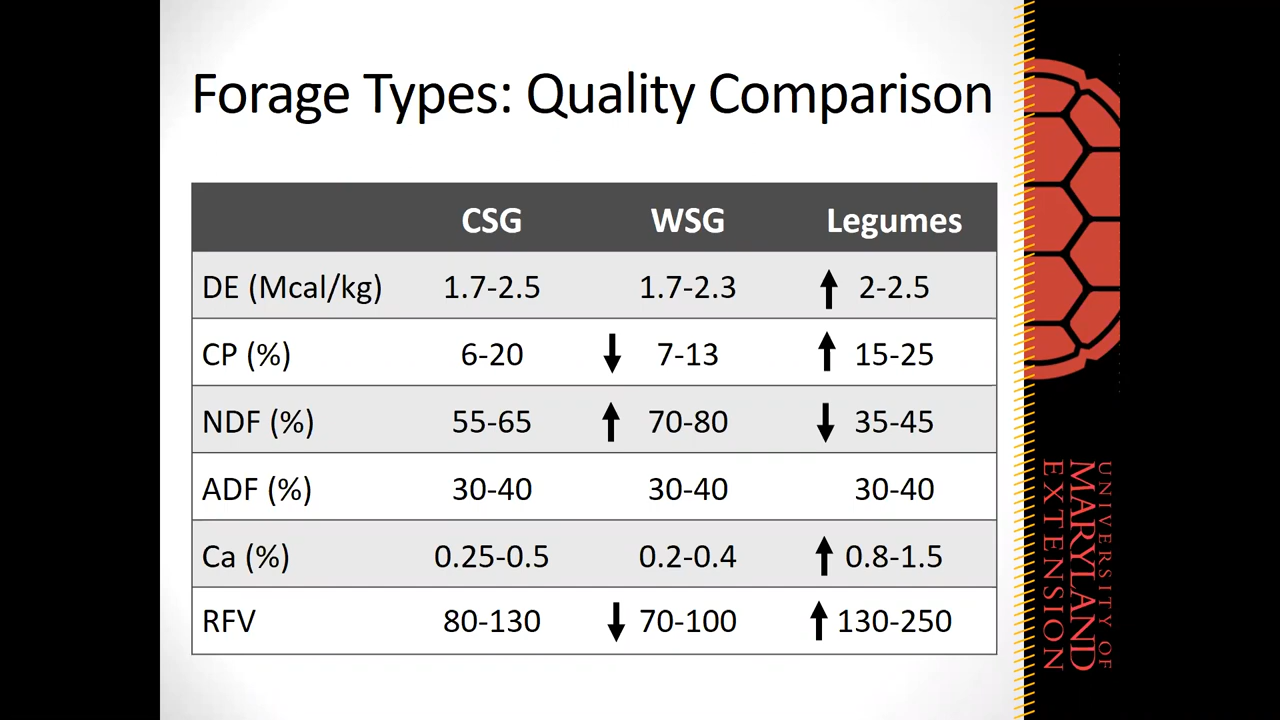 Forage Types: Quality Comparison
CSG WSG Legumes
DE (Mcal/kg) 1.7-2.5 1.7-2.3 2-2.5
CP (%) 6-20 7-13 15-25
NDF (%) 55-65 70-80 35-45
ADF (%) 30-40 30-40 30-40
Ca (%) 0.25-0.5 0.2-0.4 0.8-1.5
RFV 80-130 70-100 130-250
UNIVERSITY OF
MARYLAND
EXTENSION